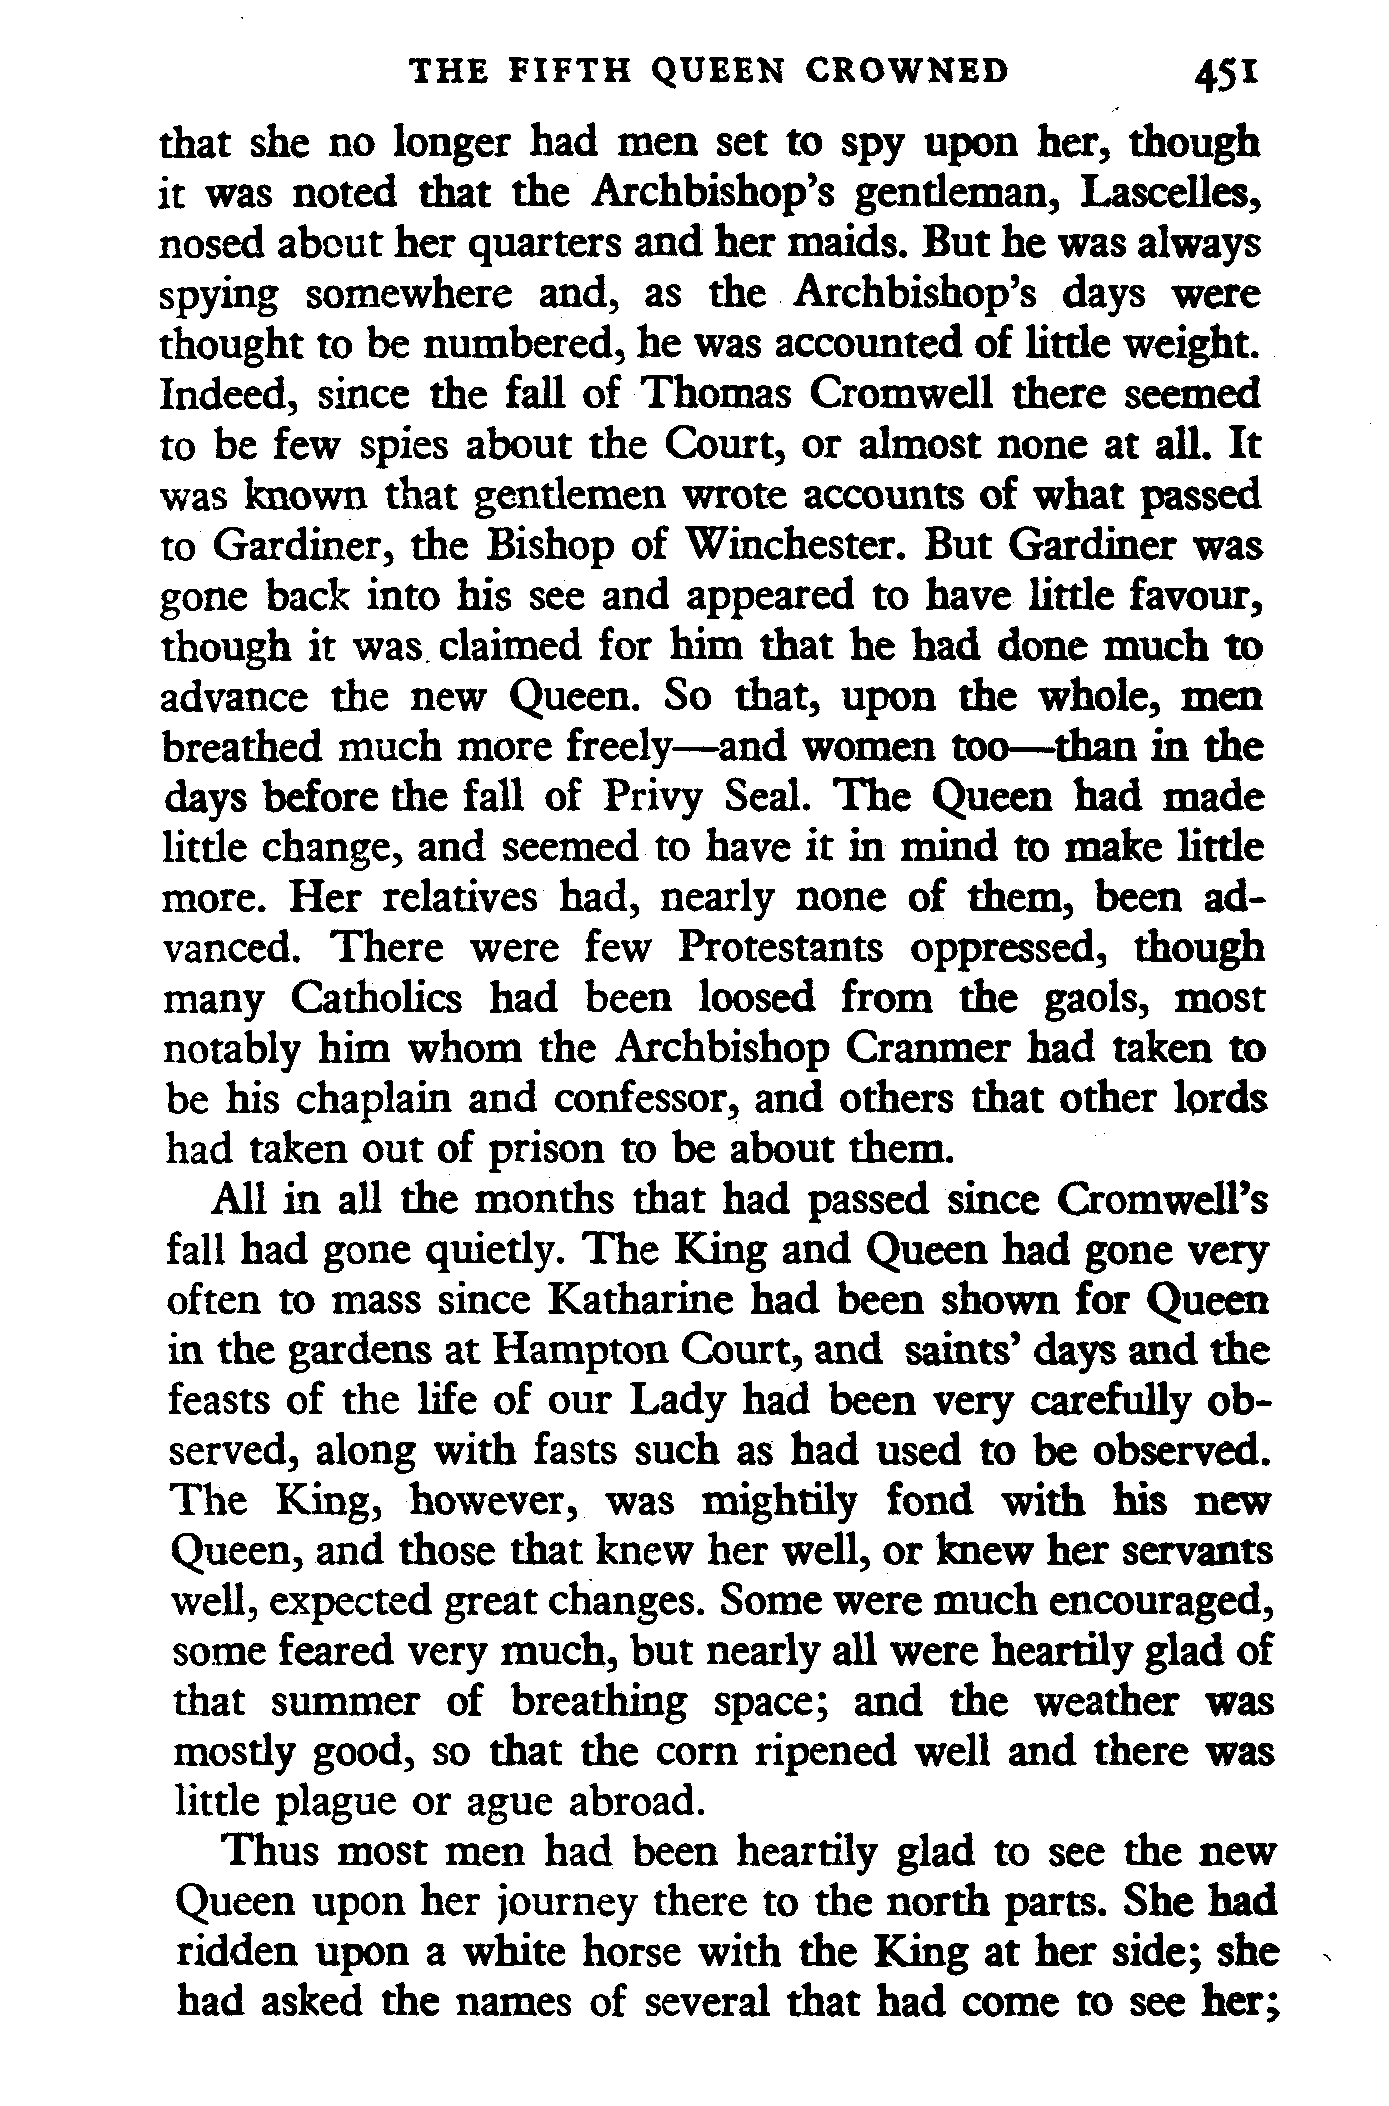 THE FIFTH QUEEN CROWNED 451
that she no longer had men set to spy upon her, though
it was noted that the Archbishop's gentleman, Lascelles,
nosed about her quarters and her maids. But he was always
spying somewhere and, as the Archbishop's days were
thought to be numbered, he was accounted of little weight.
Indeed, since the fall of Thomas Cromwell there seemed
to be few spies about the Court, or almost none at all. It
was known that gentlemen wrote accounts of what passed
to Gardiner, the Bishop of Winchester. But Gardiner was
gone back into his see and appeared to have little favour,
though it was claimed for him that he had done much to
advance the new Queen. So that, upon the whole, men
breathed much more freely—and women too—than in the
days before the fall of Privy Seal. The Queen had made
little change, and seemed to have it in mind to make little
more. Her relatives had, nearly none of them, been ad-
vanced. There were few Protestants oppressed, though
many Catholics had been loosed from the gaols, most
notably him whom the Archbishop Cranmer had taken to
be his chaplain and confessor, and others that other lords
had taken out of prison to be about them.
All in all the months that had passed since Cromwell's
fall had gone quietly. The King and Queen had gone very
often to mass since Katharine had been shown for Queen
in the gardens at Hampton Court, and saints' days and the
feasts of the life of our Lady had been very carefully ob-
served, along with fasts such as had used to be observed.
The King, however, was mightily fond with his new
Queen, and those that knew her well, or knew her servants
well, expected great changes. Some were much encouraged,
some feared very much, but nearly all were heartily glad of
that summer of breathing space; and the weather was
mostly good, so that the corn ripened well and there was
little plague or ague abroad.
Thus most men had been heartily glad to see the new
Queen upon her journey there to the north parts. She had
ridden upon a white horse with the King at her side; she
had asked the names of several that had come to see her;